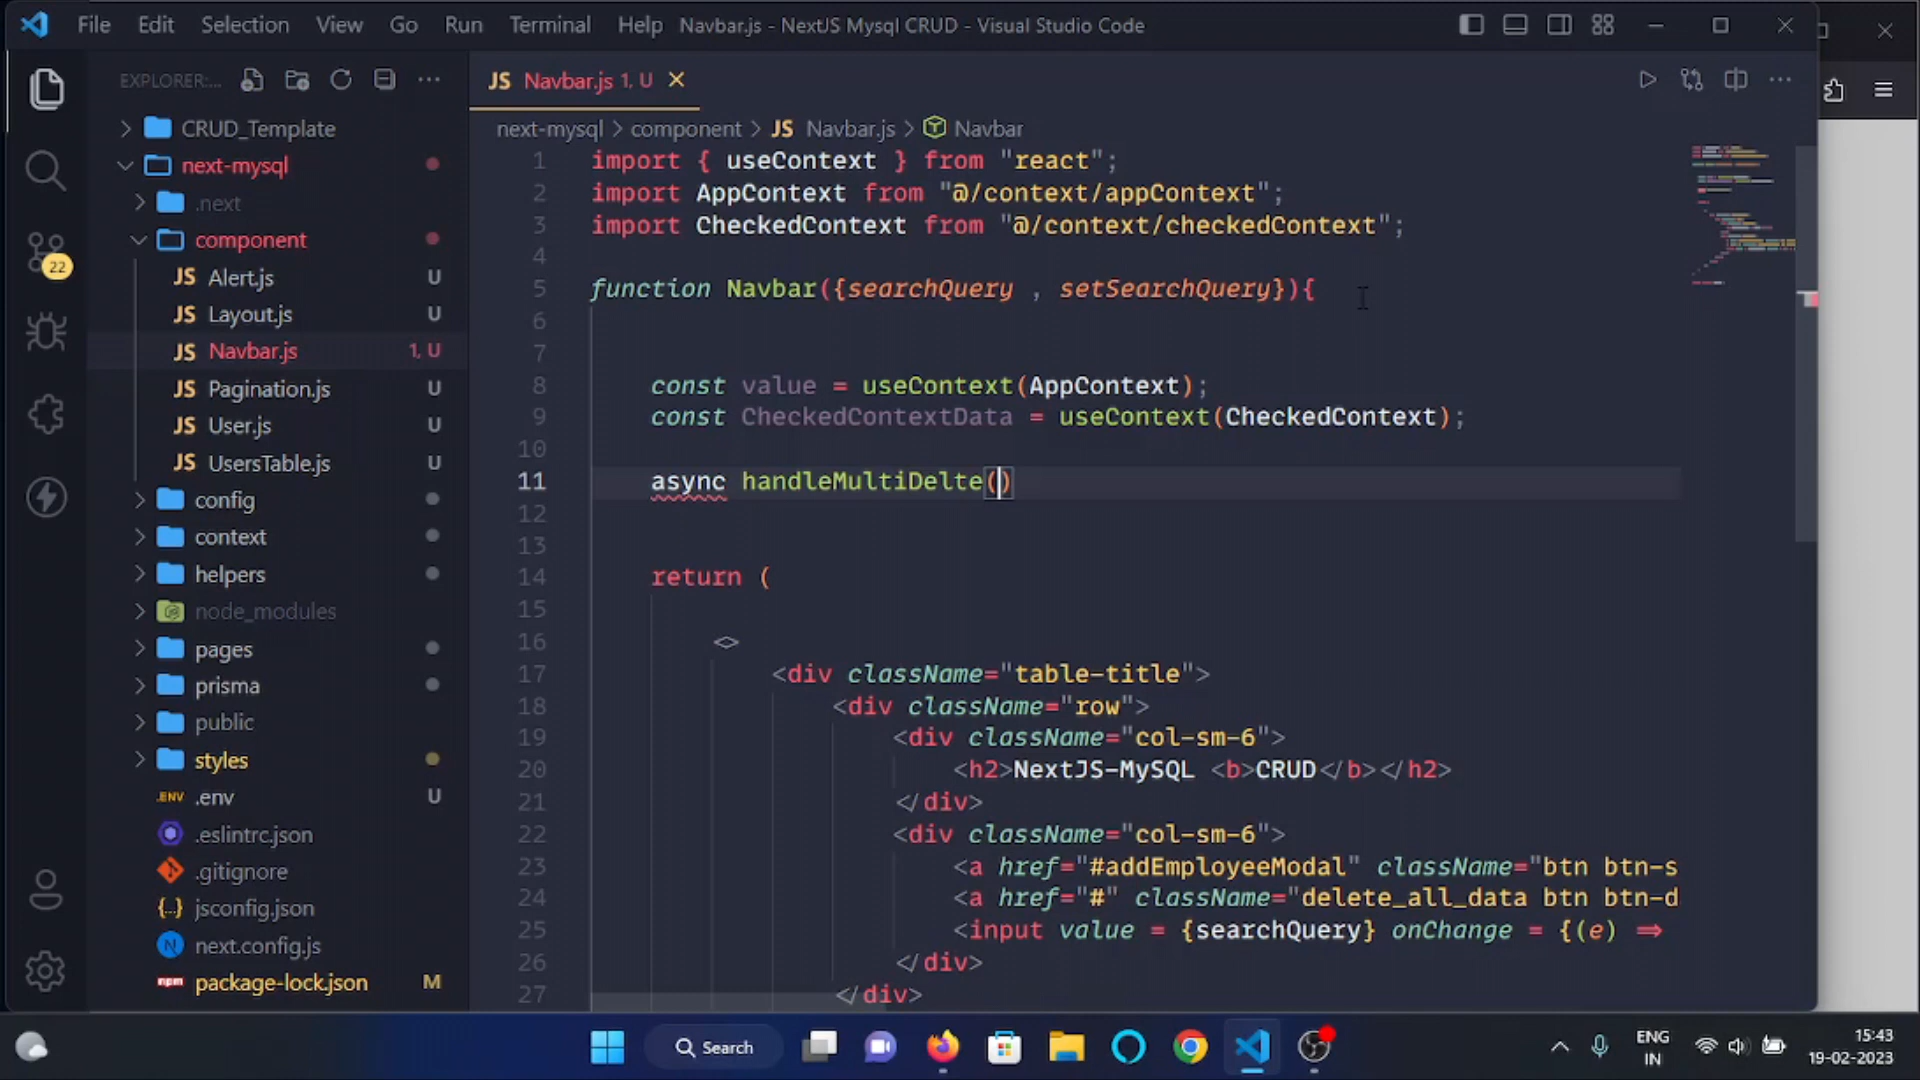 File Edit Selection View Go Run Terminal Help Navbar.js - NextJS Mysql CRUD - Visual Studio Code
EXPLORER:...
CRUD_Template
next-mysql
.next
component
JS Alert.js U
JS Layout.js U
JS Navbar.js 1, U
JS Pagination.js U
JS User.js U
JS UsersTable.js U
config
context
helpers
node_modules
pages
prisma
public
styles
.ENV .env U
.eslintrc.json
.gitignore
{..} jsconfig.json
N next.config.js
npm package-lock.json M
22
JS Navbar.js 1, U
next-mysql > component > JS Navbar.js > Navbar
1 import { useContext } from "react";
2 import AppContext from "@/context/appContext";
3 import CheckedContext from "@/context/checkedContext";
4
5 function Navbar({searchQuery , setSearchQuery}){
6
7
8 const value = useContext(AppContext);
9 const CheckedContextData = useContext(CheckedContext);
10
11 async handleMultiDelte()
12
13
14 return (
15
16 <>
17 <div className="table-title">
18 <div className="row">
19 <div className="col-sm-6">
20 <h2>NextJS-MySQL <b>CRUD</b></h2>
21 </div>
22 <div className="col-sm-6">
23 <a href="#addEmployeeModal" className="btn btn-s
24 <a href="#" className="delete_all_data btn btn-d
25 <input value = {searchQuery} onChange = {(e) =>
26 </div>
27 </div>
Search
ENG
IN
15:43
19-02-2023